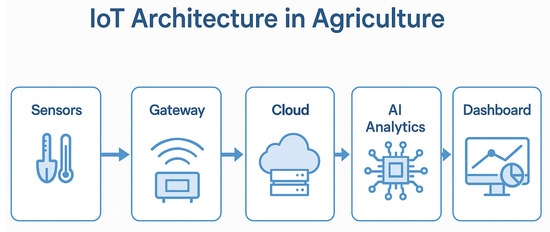 IoT Architecture in Agriculture
Sensors
Gateway
Cloud
AI
Analytics
Dashboard